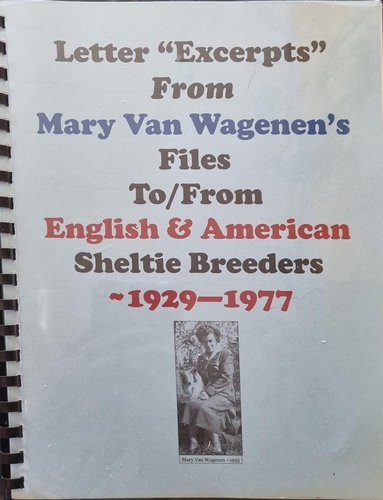 Letter “Excerpts”
From
Mary Van Wagenen’s
Files
To/From
English & American
Sheltie Breeders
~1929—1977
Mary Van Wagenen ~1935